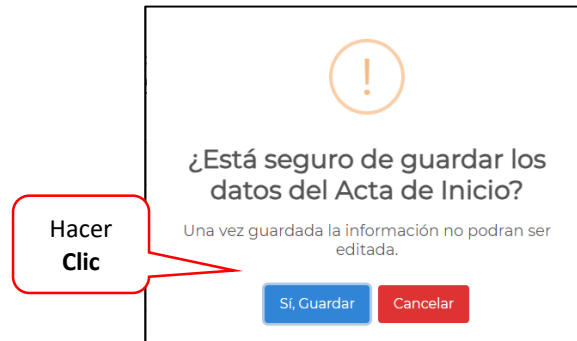 !
¿Está seguro de guardar los
datos del Acta de Inicio?
Hacer
Clic
Una vez guardada la información no podran ser
editada.
Sí, Guardar
Cancelar